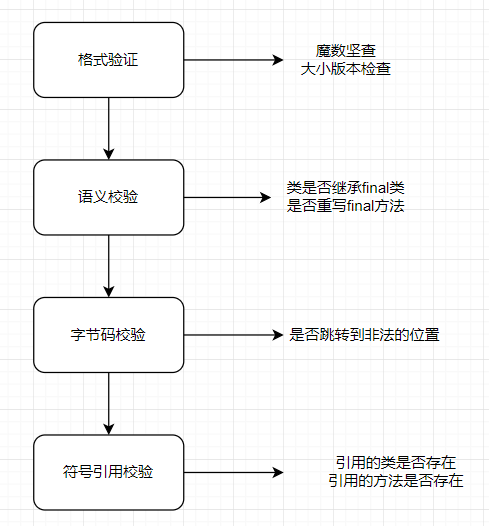 格式验证
魔数坚查
大小版本检查
语义校验
类是否继承final类
是否重写final方法
字节码校验
是否跳转到非法的位置
符号引用校验
引用的类是否存在
引用的方法是否存在